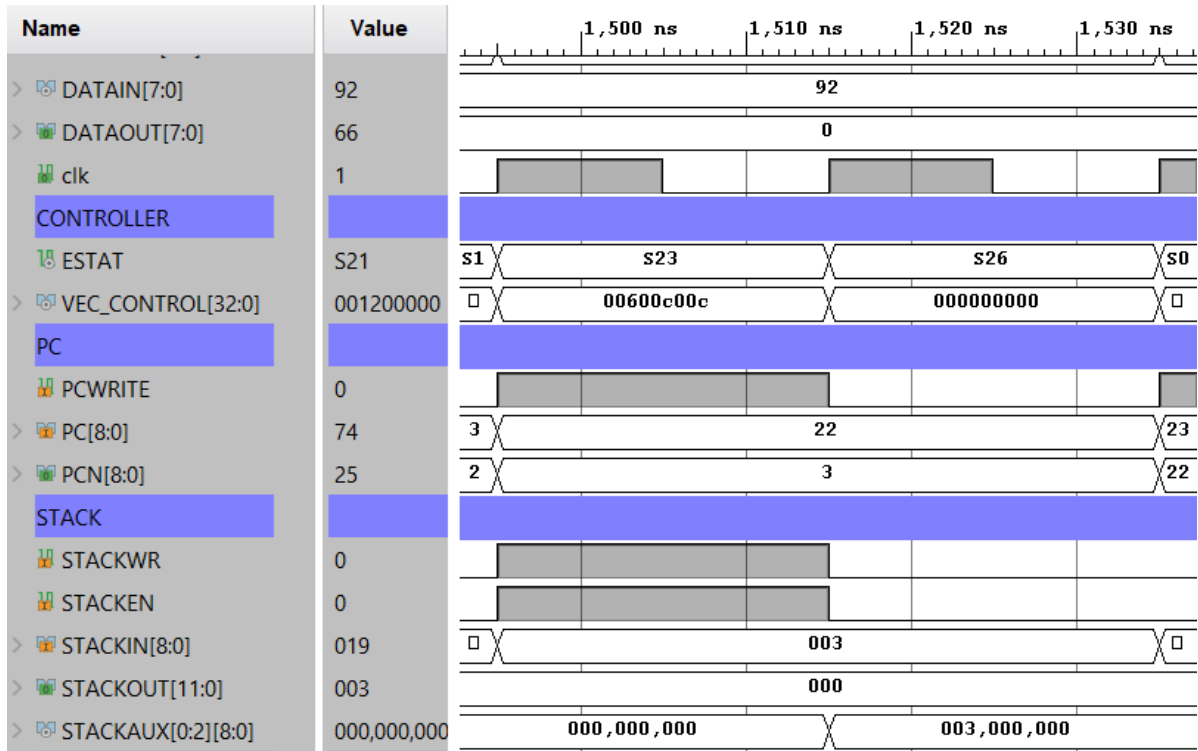 Name Value 1,500 ns 1,510 ns 1,520 ns 1,530 ns
DATAIN[7:0] 92 92
DATAOUT[7:0] 66 0
clk 1
CONTROLLER
ESTAT S21 S1 S23 S26 S0
VEC_CONTROL[32:0] 001200000 00600c00c 000000000
PC
PCWRITE 0
PC[8:0] 74 3 22 23
PCN[8:0] 25 2 3 22
STACK
STACKWR 0
STACKEN 0
STACKIN[8:0] 019 003
STACKOUT[11:0] 003 000
STACKAUX[0:2][8:0] 000,000,000 000,000,000 003,000,000